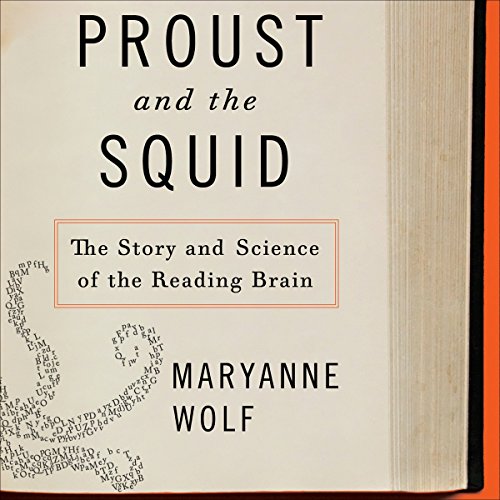 PROUST
and the
SQUID
The Story and Science
of the Reading Brain
MARYANNE
WOLF